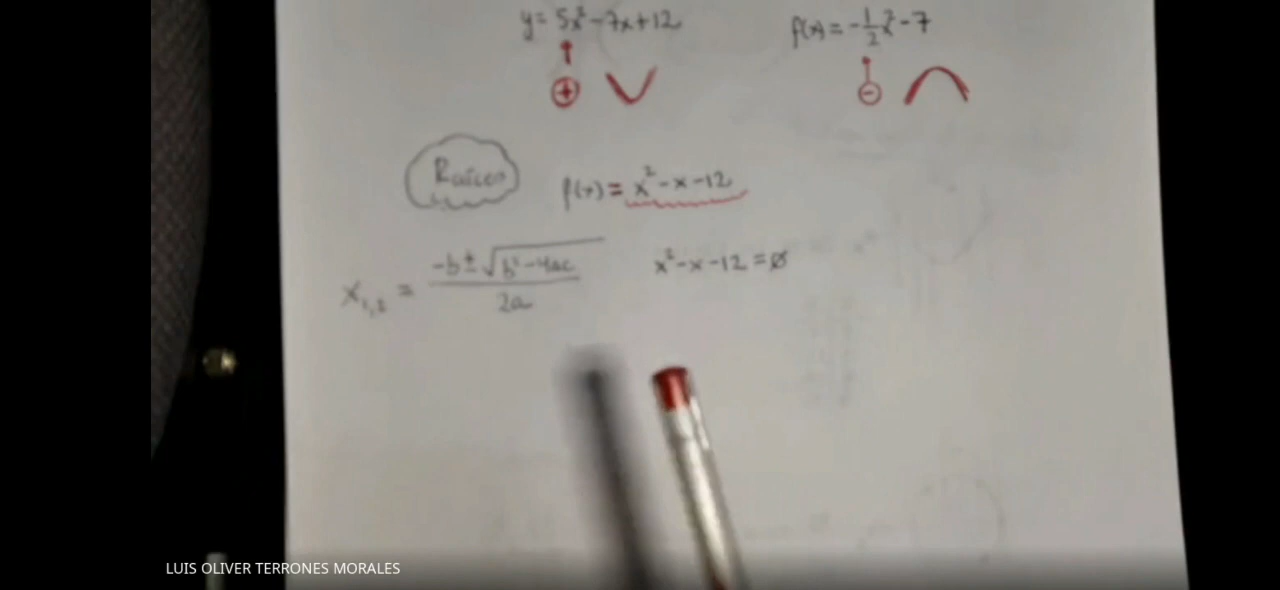 y= 5x²-7x+12
f(x)= -1/2x²-7
⊕
⊖
Raíces
f(x)= x²-x-12
x₁,₂ = (-b±√(b²-4ac))/(2a)
x²-x-12=Ø
LUIS OLIVER TERRONES MORALES